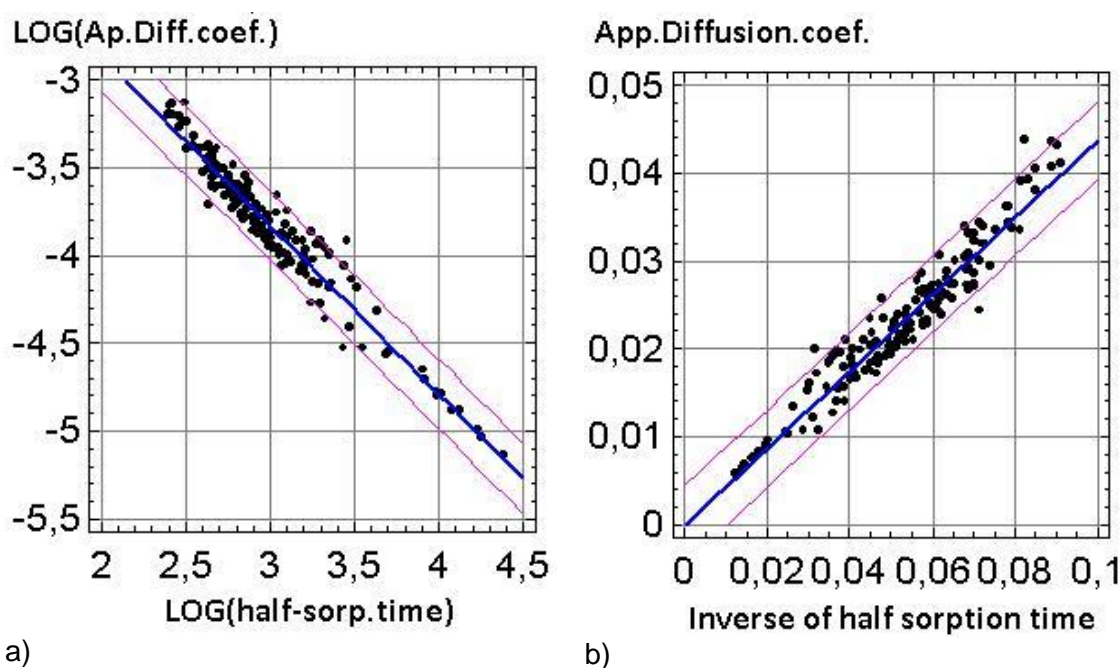 LOG(Ap.Diff.coef.)
-3
-3,5
-4
-4,5
-5
-5,5
2 2,5 3 3,5 4 4,5
LOG(half-sorp.time)
a)
App.Diffusion.coef.
0,05
0,04
0,03
0,02
0,01
0
0 0,02 0,04 0,06 0,08 0,1
Inverse of half sorption time
b)